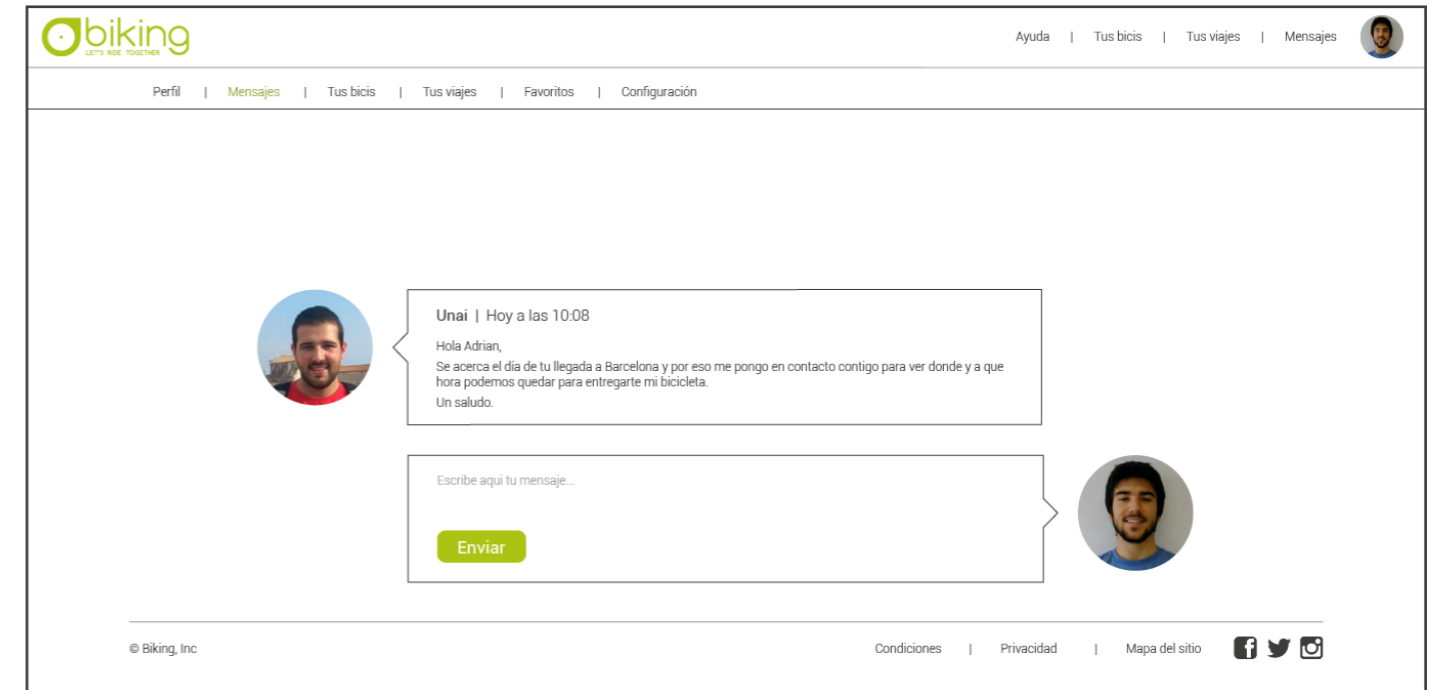 biking
LET'S RIDE TOGETHER
Ayuda | Tus bicis | Tus viajes | Mensajes
Perfil | Mensajes | Tus bicis | Tus viajes | Favoritos | Configuración
Unai | Hoy a las 10:08
Hola Adrian,
Se acerca el día de tu llegada a Barcelona y por eso me pongo en contacto contigo para ver donde y a que
hora podemos quedar para entregarte mi bicicleta.
Un saludo.
Escribe aqui tu mensaje...
Enviar
© Biking, Inc
Condiciones | Privacidad | Mapa del sitio